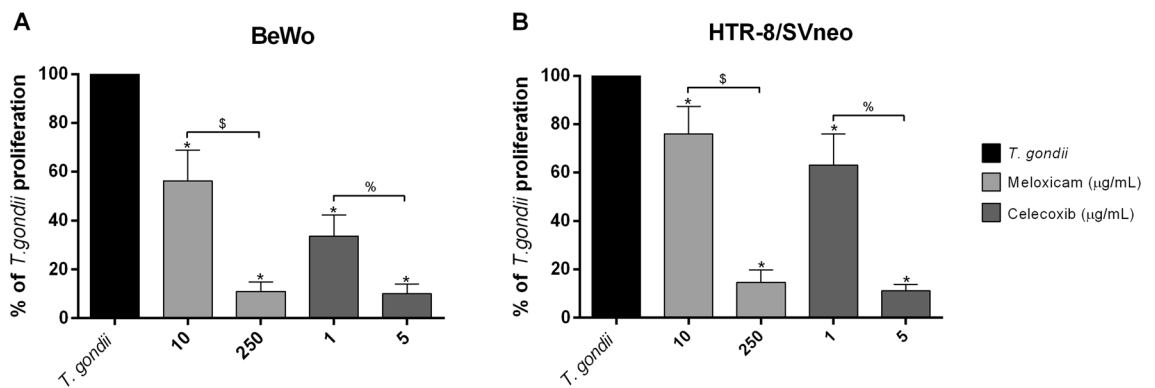 A
BeWo
% of T.gondii proliferation
100
80
60
40
20
0
*
$
*
*
%
*
T. gondii
10
250
1
5
B
HTR-8/SVneo
% of T.gondii proliferation
100
80
60
40
20
0
*
$
*
*
%
*
T. gondii
10
250
1
5
T. gondii
Meloxicam (μg/mL)
Celecoxib (μg/mL)